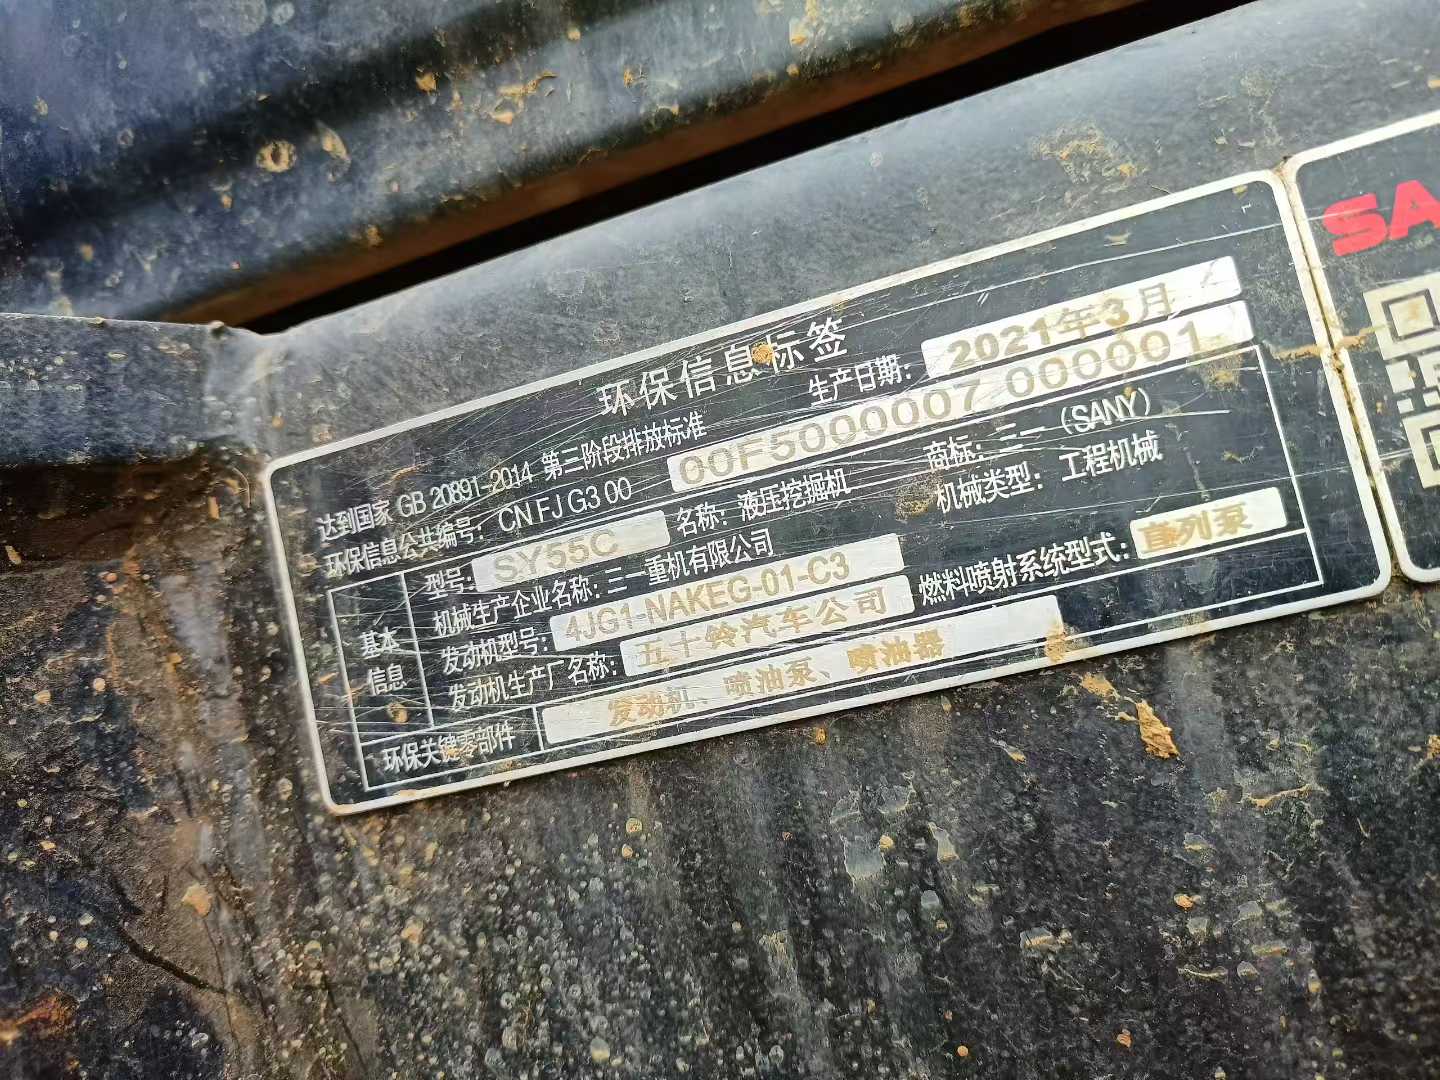 环保信息标签
达到国家 GB 20891-2014 第三阶段排放标准 生产日期: 2021年3月
环保信息公共编号: CN FJ G3 00 00F5000007 000001
基本信息
型号: SY55C 名称: 液压挖掘机 商标: 三一 (SANY)
机械生产企业名称: 三一重机有限公司 机械类型: 工程机械
发动机型号: 4JG1-NAKEG-01-C3
发动机生产厂名称: 五十铃汽车公司 燃料喷射系统型式: 直列泵
环保关键零部件 发动机、喷油泵、喷油器
SA